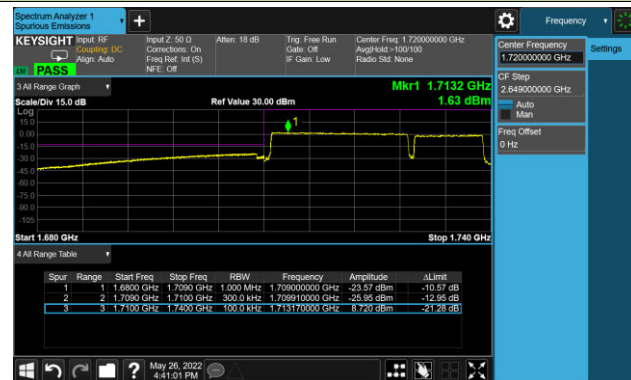 Spectrum Analyzer 1
Spurious Emissions
Frequency
KEYSIGHT Input: RF
Coupling: DC
Align: Auto
Input Z: 50 Ω
Corrections: On
Freq Ref: Int (S)
NFE: Off
Atten: 18 dB
Trig: Free Run
Gate: Off
IF Gain: Low
Center Freq: 1.720000000 GHz
Avg|Hold:>100/100
Radio Std: None
PASS
Center Frequency
1.720000000 GHz
Settings
CF Step
2.649000000 GHz
Auto
Man
Freq Offset
0 Hz
3 All Range Graph
Mkr1 1.7132 GHz
Scale/Div 15.0 dB
Ref Value 30.00 dBm
1.63 dBm
Log
15.0
0.00
-15.0
-30.0
-45.0
-60.0
-75.0
-90.0
-105
1
Start 1.680 GHz
Stop 1.740 GHz
4 All Range Table
Spur Range Start Freq Stop Freq RBW Frequency Amplitude ΔLimit
1 1 1.6800 GHz 1.7090 GHz 1.000 MHz 1.709000000 GHz -23.57 dBm -10.57 dB
2 2 1.7090 GHz 1.7100 GHz 300.0 kHz 1.709910000 GHz -25.95 dBm -12.95 dB
3 3 1.7100 GHz 1.7400 GHz 100.0 kHz 1.713170000 GHz 8.720 dBm -21.28 dB
May 26, 2022
4:41:01 PM